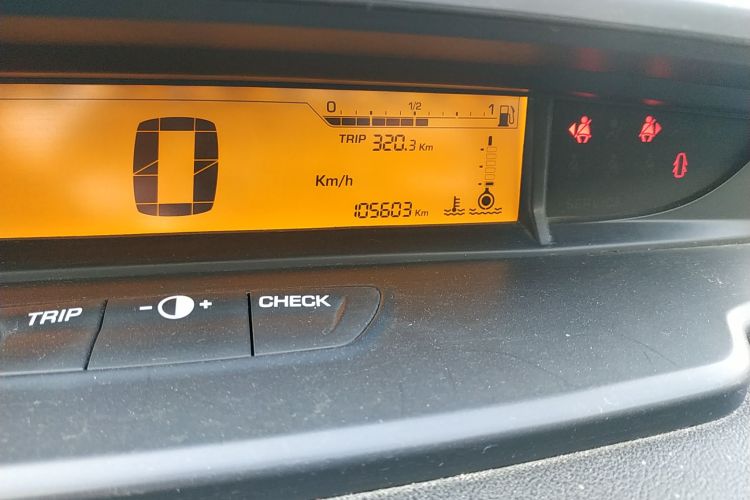 0 1/2 1
TRIP 320.3 Km
0
Km/h
105603 Km
TRIP - + CHECK